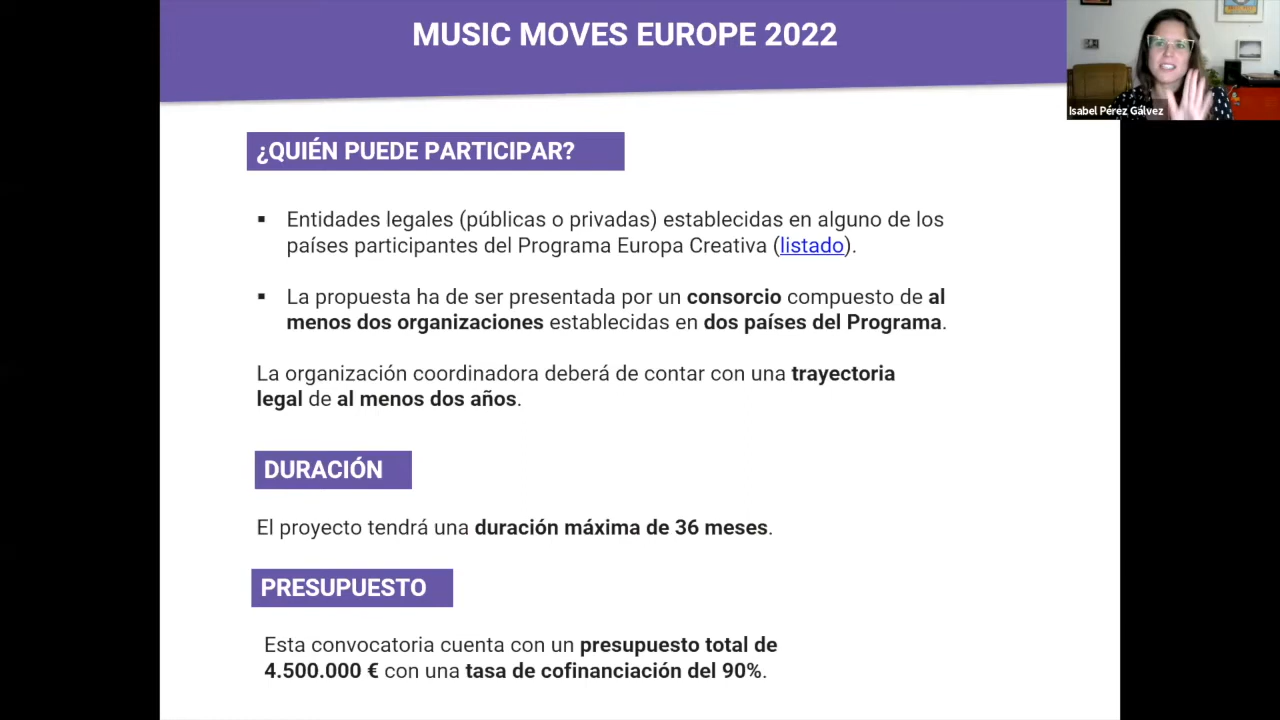 MUSIC MOVES EUROPE 2022
Isabel Pérez Gálvez
¿QUIÉN PUEDE PARTICIPAR?
▪ Entidades legales (públicas o privadas) establecidas en alguno de los
países participantes del Programa Europa Creativa (listado).
▪ La propuesta ha de ser presentada por un consorcio compuesto de al
menos dos organizaciones establecidas en dos países del Programa.
La organización coordinadora deberá de contar con una trayectoria
legal de al menos dos años.
DURACIÓN
El proyecto tendrá una duración máxima de 36 meses.
PRESUPUESTO
Esta convocatoria cuenta con un presupuesto total de
4.500.000 € con una tasa de cofinanciación del 90%.